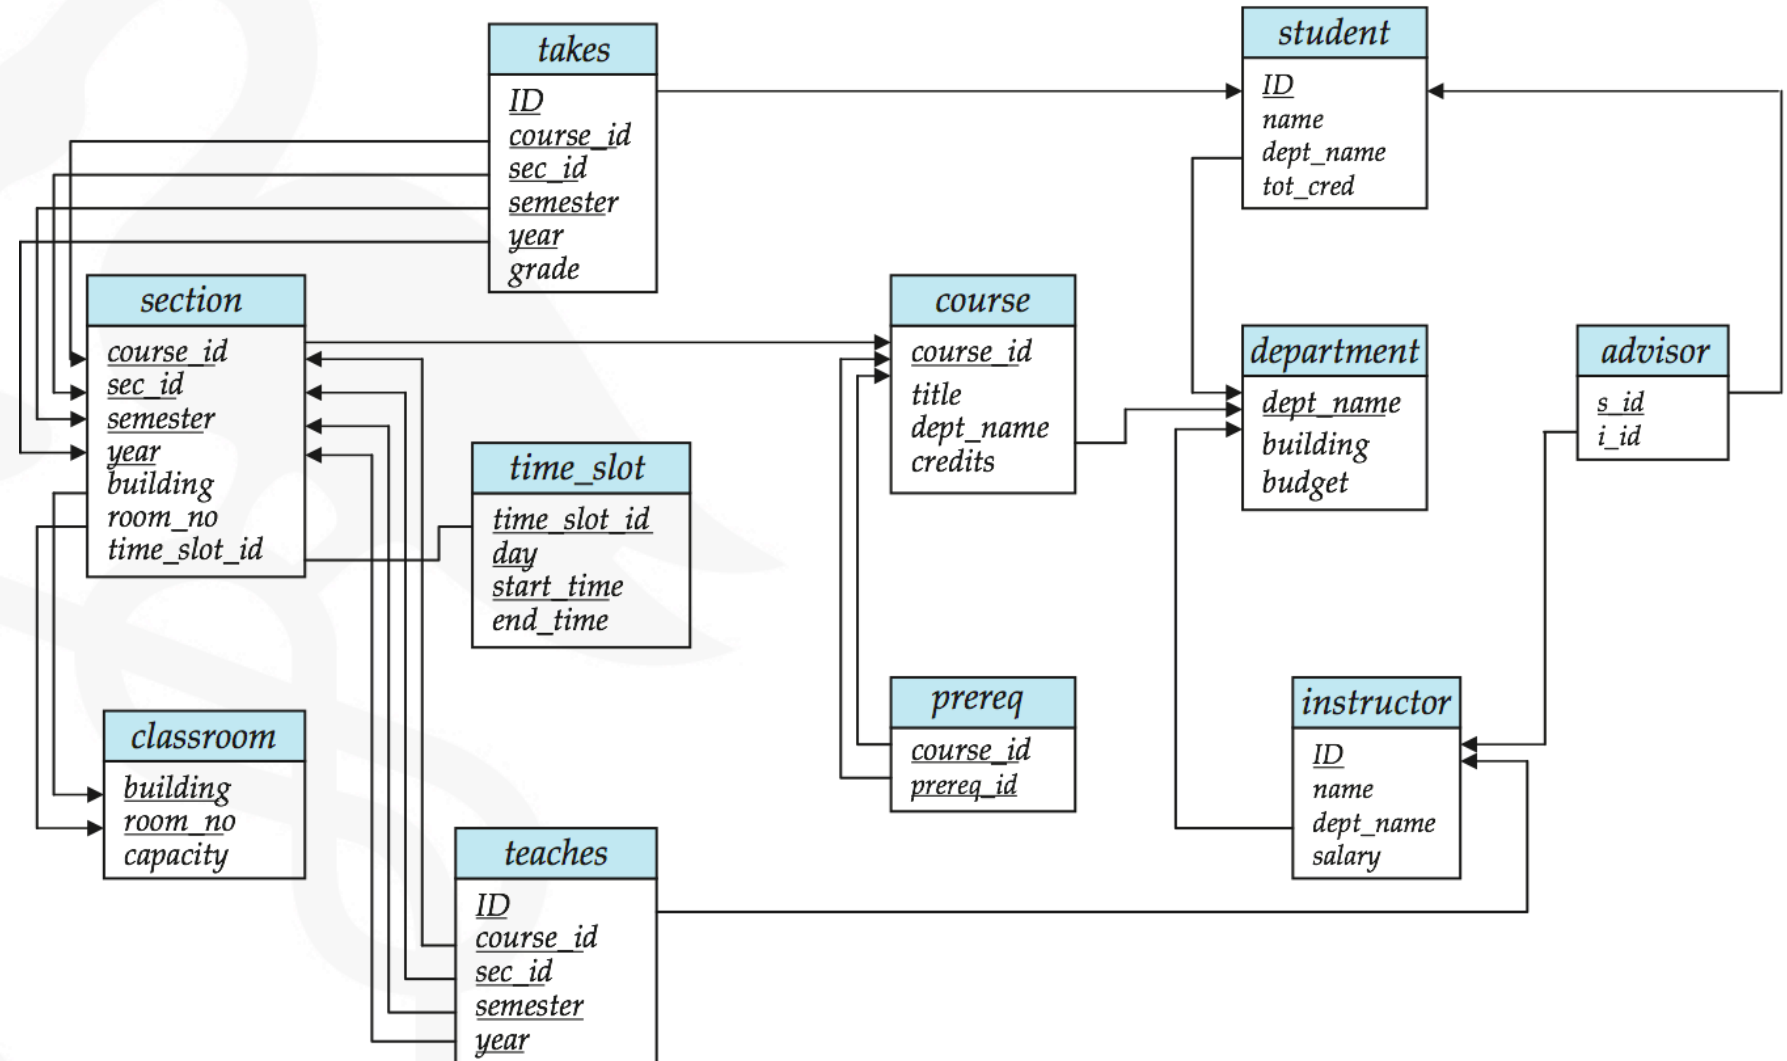 takes
ID
course_id
sec_id
semester
year
grade
student
ID
name
dept_name
tot_cred
section
course_id
sec_id
semester
year
building
room_no
time_slot_id
time_slot
time_slot_id
day
start_time
end_time
course
course_id
title
dept_name
credits
department
dept_name
building
budget
advisor
s_id
i_id
classroom
building
room_no
capacity
prereq
course_id
prereq_id
instructor
ID
name
dept_name
salary
teaches
ID
course_id
sec_id
semester
year